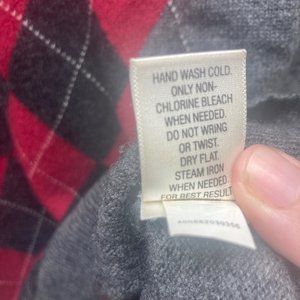 HAND WASH COLD.
ONLY NON-
CHLORINE BLEACH
WHEN NEEDED.
DO NOT WRING
OR TWIST.
DRY FLAT.
STEAM IRON
WHEN NEEDED
FOR BEST RESULT